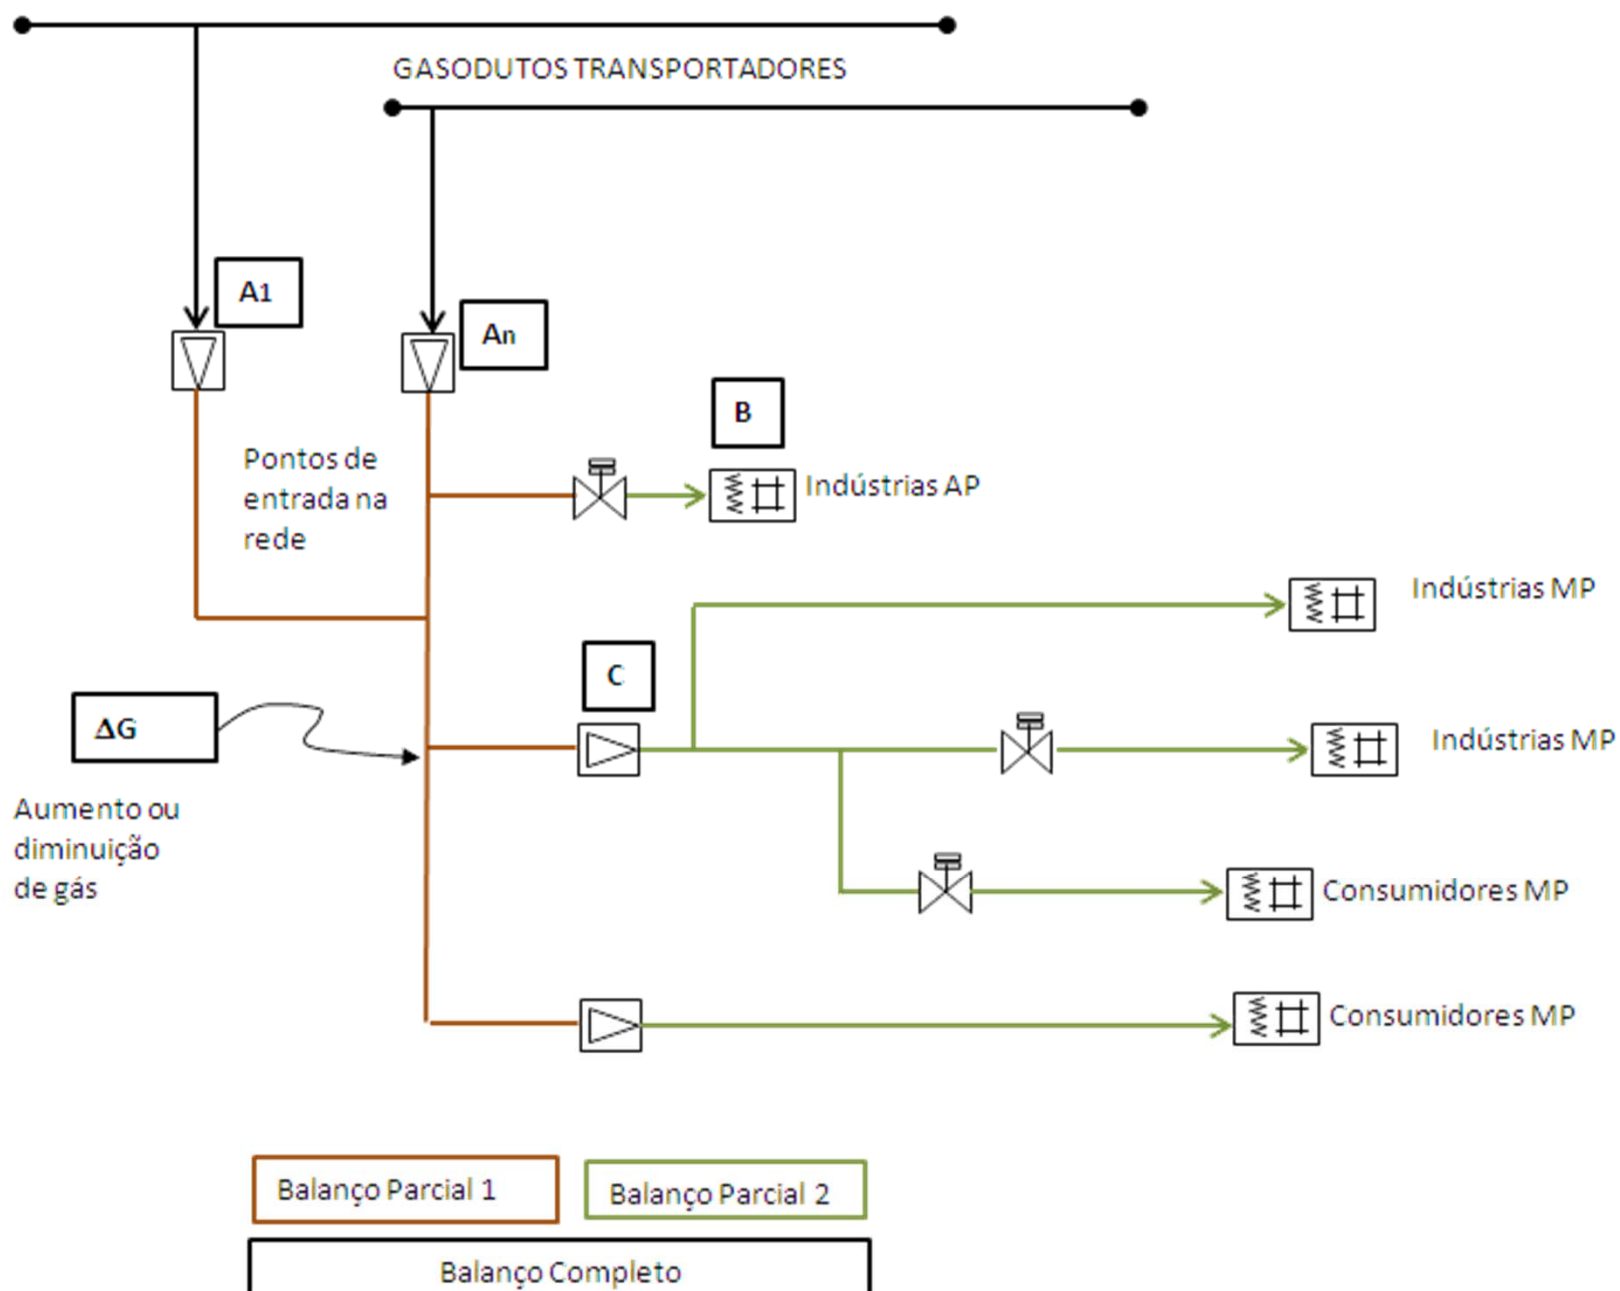 GASODUTOS TRANSPORTADORES
A1
An
B
Pontos de
entrada na
rede
Indústrias AP
Indústrias MP
C
ΔG
Indústrias MP
Aumento ou
diminuição
de gás
Consumidores MP
Consumidores MP
Balanço Parcial 1
Balanço Parcial 2
Balanço Completo